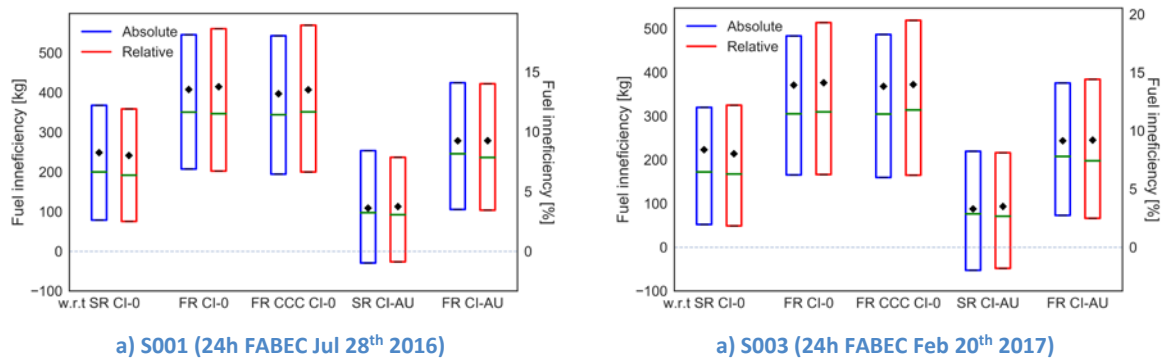 Absolute
Relative
Fuel inneficiency [kg]
500
400
300
200
100
0
−100
15
10
5
0
Fuel inneficiency [%]
w.r.t SR CI-0 FR CI-0 FR CCC CI-0 SR CI-AU FR CI-AU
a) S001 (24h FABEC Jul 28th 2016)
Absolute
Relative
Fuel inneficiency [kg]
500
400
300
200
100
0
−100
20
15
10
5
0
Fuel inneficiency [%]
w.r.t SR CI-0 FR CI-0 FR CCC CI-0 SR CI-AU FR CI-AU
a) S003 (24h FABEC Feb 20th 2017)